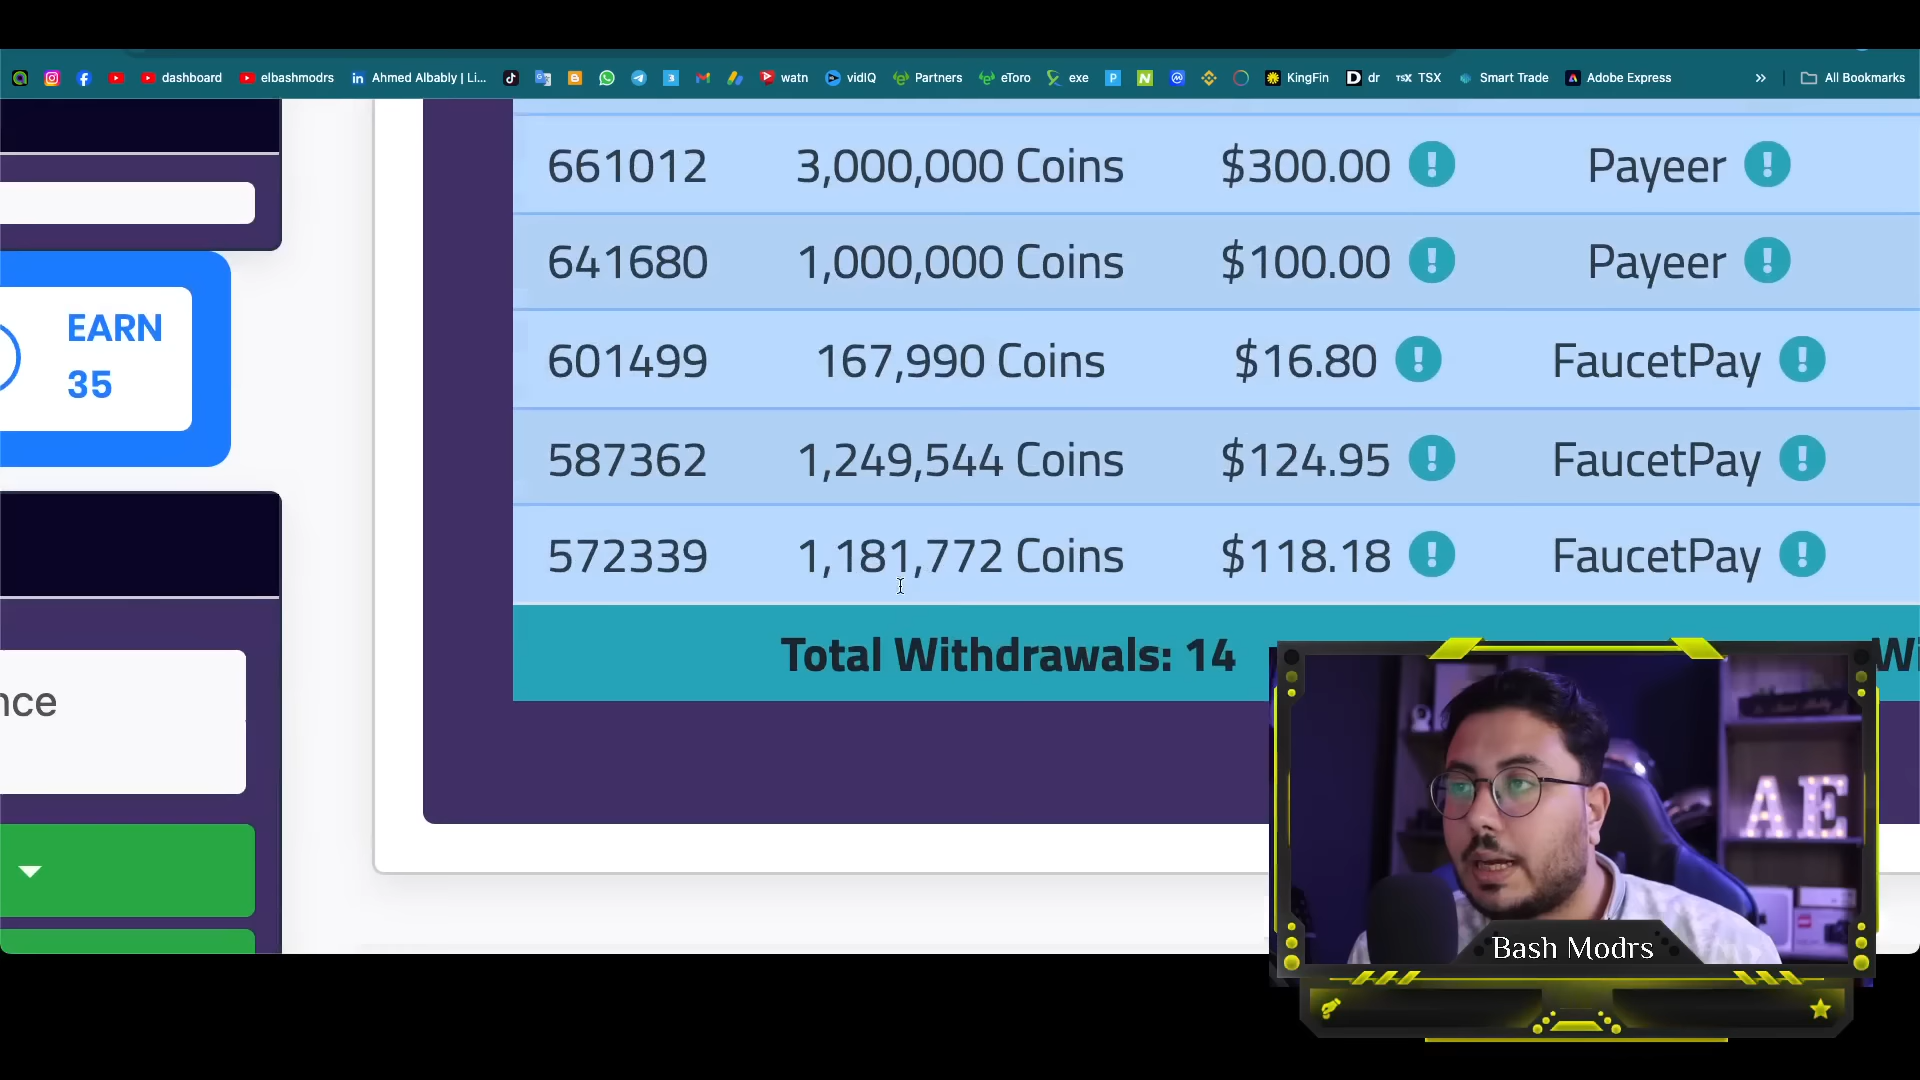 dashboard elbashmodrs Ahmed Albably | Li... watn vidIQ Partners eToro exe KingFin dr TSX Smart Trade Adobe Express All Bookmarks
661012 3,000,000 Coins $300.00 Payeer
641680 1,000,000 Coins $100.00 Payeer
601499 167,990 Coins $16.80 FaucetPay
587362 1,249,544 Coins $124.95 FaucetPay
572339 1,181,772 Coins $118.18 FaucetPay
Total Withdrawals: 14 Wi
EARN
35
nce
AE
Bash Modrs